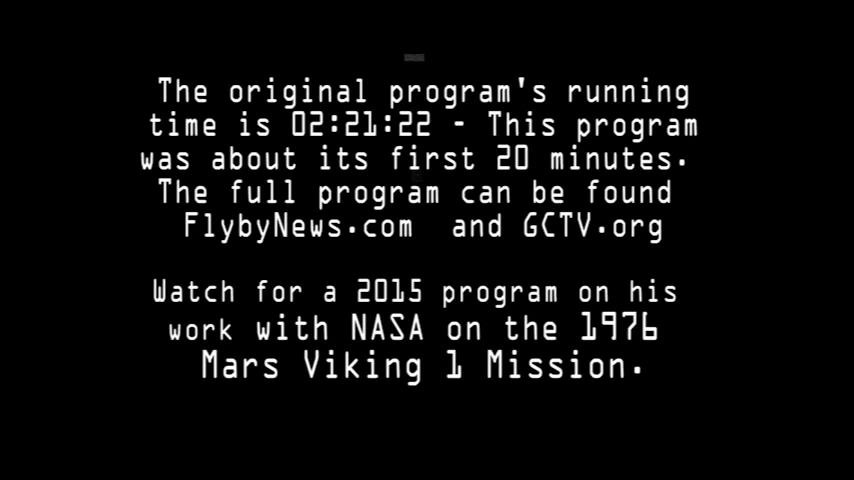 The original program's running
time is 02:21:22 - This program
was about its first 20 minutes.
The full program can be found
FlybyNews.com and GCTV.org
Watch for a 2015 program on his
work with NASA on the 1976
Mars Viking 1 Mission.